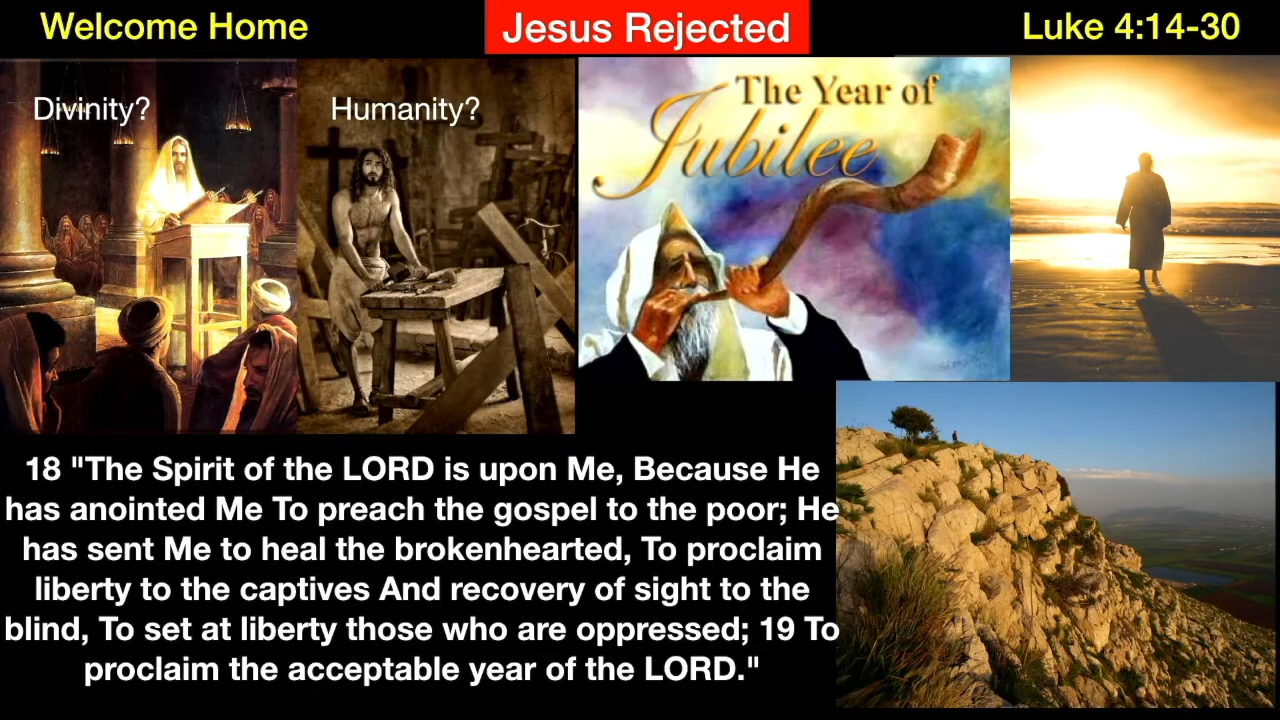 Welcome Home
Jesus Rejected
Luke 4:14-30
Divinity?
Humanity?
The Year of
Jubilee
18 "The Spirit of the LORD is upon Me, Because He
has anointed Me To preach the gospel to the poor; He
has sent Me to heal the brokenhearted, To proclaim
liberty to the captives And recovery of sight to the
blind, To set at liberty those who are oppressed; 19 To
proclaim the acceptable year of the LORD."